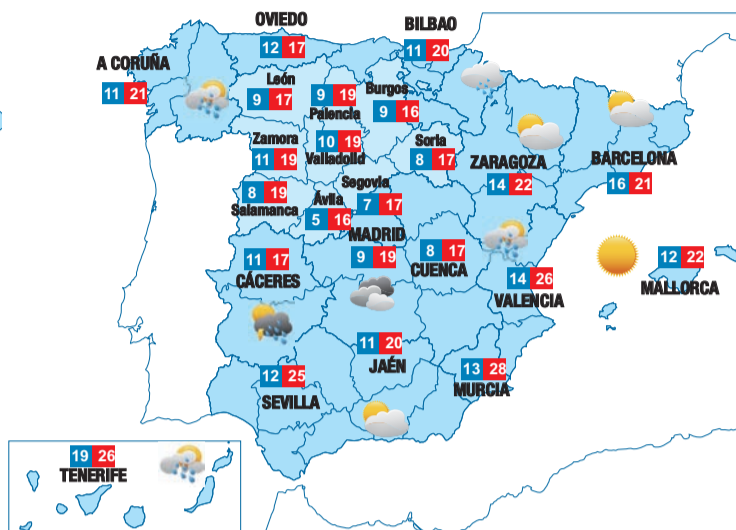 OVIEDO
12 17
BILBAO
11 20
A CORUÑA
11 21
León
9 17
9 19
Palencia
Burgos
9 16
Zamora
11 19
10 19
Valladolid
Soria
8 17
ZARAGOZA
14 22
BARCELONA
16 21
8 19
Salamanca
Ávila
5 16
Segovia
7 17
MADRID
9 19
8 17
CUENCA
11 17
CÁCERES
14 26
VALENCIA
12 22
MALLORCA
11 20
JAÉN
13 28
MURCIA
12 25
SEVILLA
19 26
TENERIFE